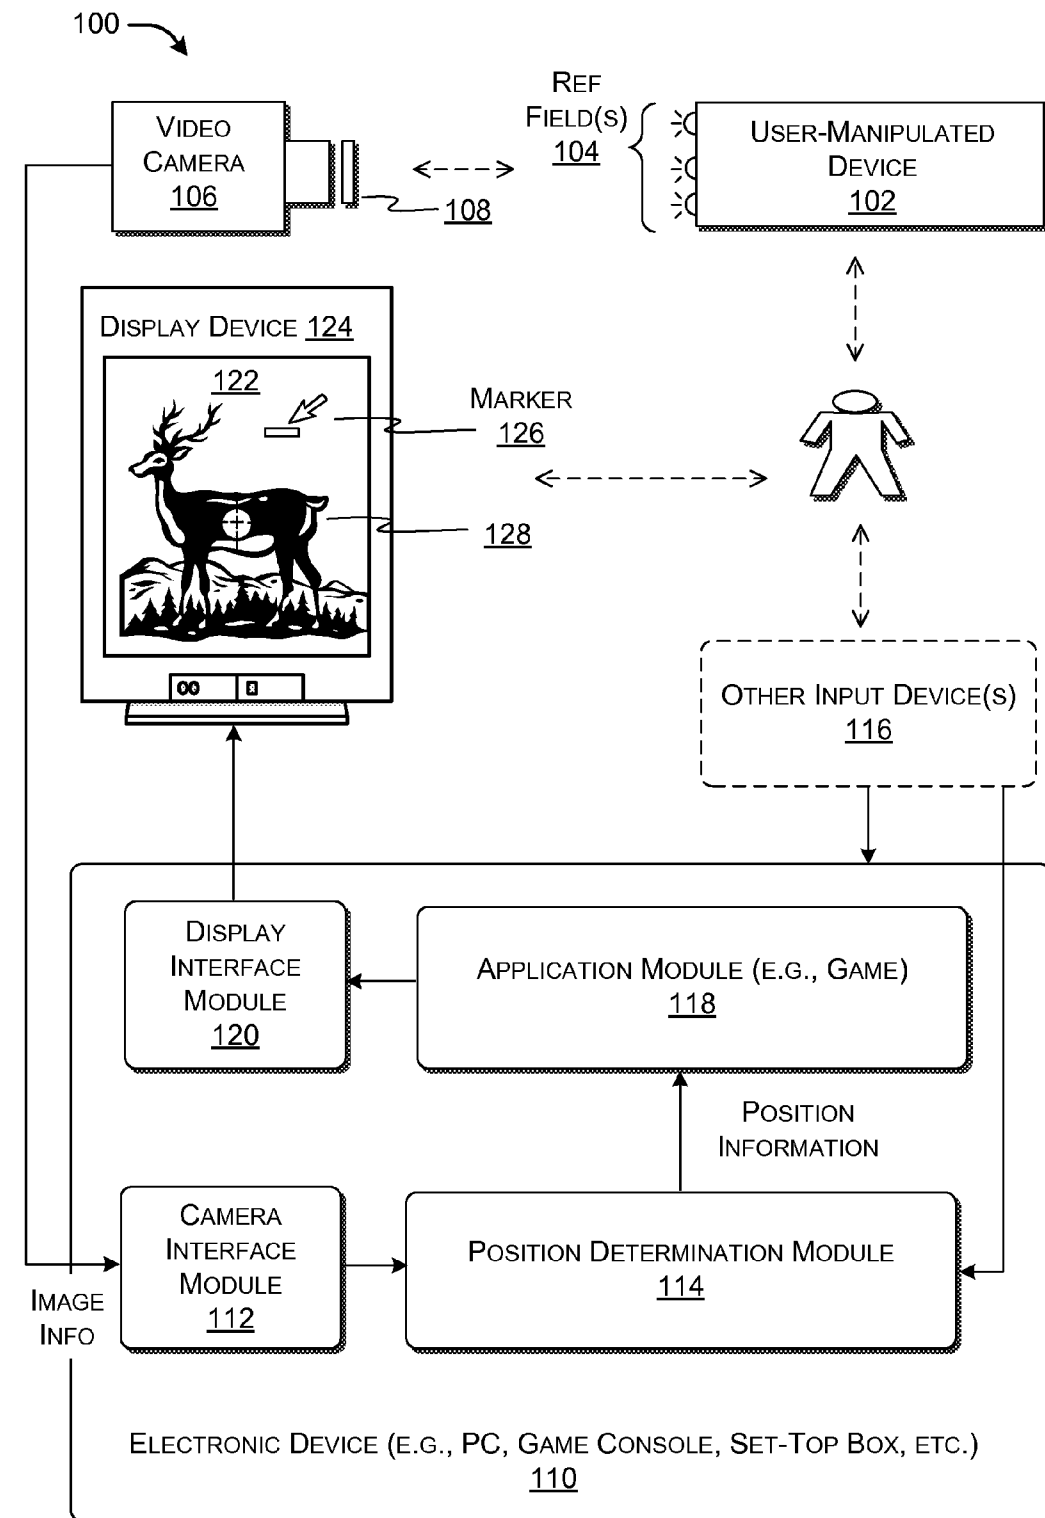 100
REF
FIELD(S)
104
VIDEO
CAMERA
106
108
USER-MANIPULATED
DEVICE
102
DISPLAY DEVICE 124
122
MARKER
126
128
OTHER INPUT DEVICE(S)
116
DISPLAY
INTERFACE
MODULE
120
APPLICATION MODULE (E.G., GAME)
118
POSITION
INFORMATION
CAMERA
INTERFACE
MODULE
112
POSITION DETERMINATION MODULE
114
IMAGE
INFO
ELECTRONIC DEVICE (E.G., PC, GAME CONSOLE, SET-TOP BOX, ETC.)
110